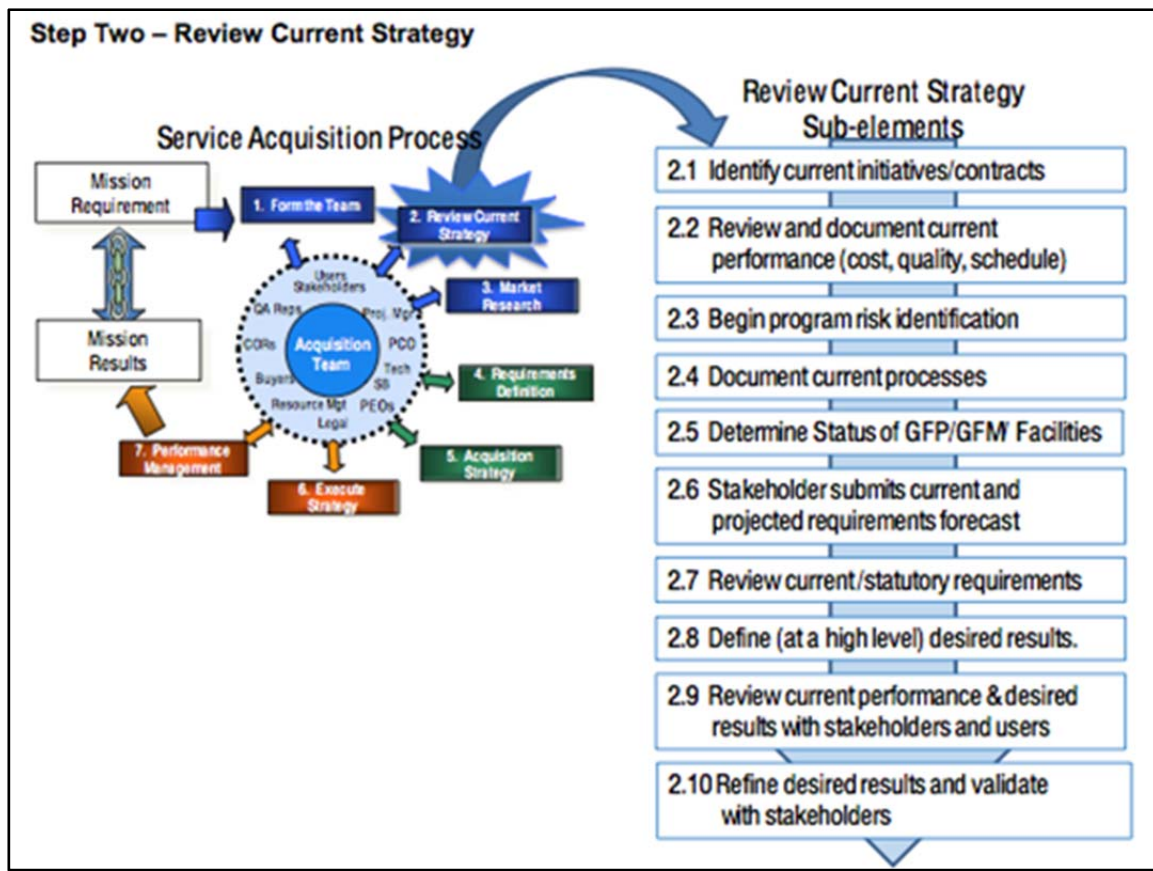 Step Two – Review Current Strategy
Service Acquisition Process
Mission
Requirement
Mission
Results
1. Form the Team
2. Review Current
Strategy
3. Market
Research
4. Requirements
Definition
5. Acquisition
Strategy
6. Execute
Strategy
7. Performance
Management
Users
Stakeholders
QA Reps
Proj. Mgr
CORs
Acquisition
Team
PCO
Tech
SB
Buyers
Resource Mgt
PEOs
Legal
Review Current Strategy
Sub-elements
2.1 Identify current initiatives/contracts
2.2 Review and document current
performance (cost, quality, schedule)
2.3 Begin program risk identification
2.4 Document current processes
2.5 Determine Status of GFP/GFM' Facilities
2.6 Stakeholder submits current and
projected requirements forecast
2.7 Review current/statutory requirements
2.8 Define (at a high level) desired results.
2.9 Review current performance & desired
results with stakeholders and users
2.10 Refine desired results and validate
with stakeholders